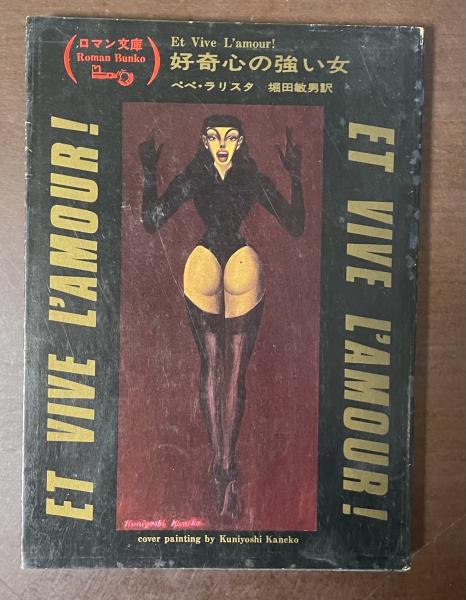 ロマン文庫
Roman Bunko
Et Vive L'amour!
好奇心の強い女
ペペ・ラリスタ 堀田敏男訳
ET VIVE L'AMOUR!
ET VIVE L'AMOUR!
Kuniyoshi Kaneko
cover painting by Kuniyoshi Kaneko